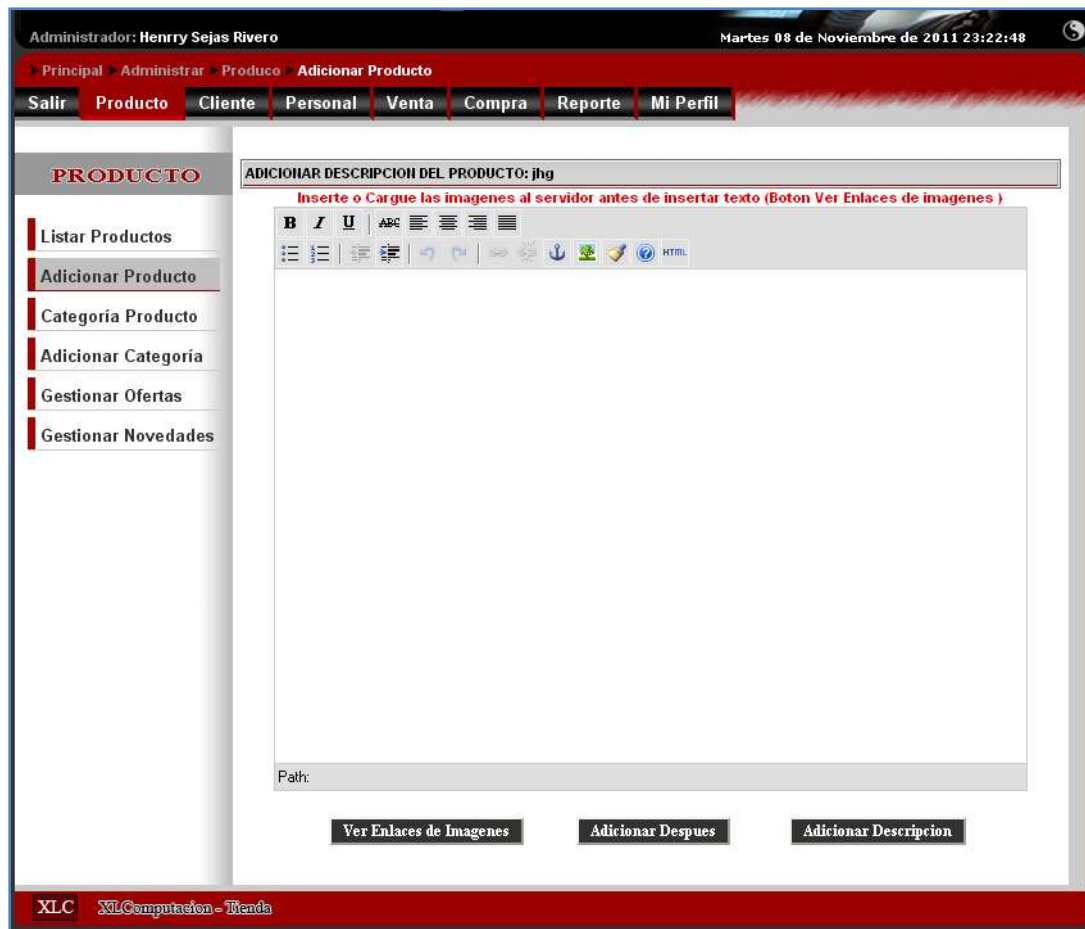 Administrador: Henrry Sejas Rivero
Martes 08 de Noviembre de 2011 23:22:48
Principal Administrar Produco Adicionar Producto
Salir Producto Cliente Personal Venta Compra Reporte Mi Perfil
PRODUCTO
Listar Productos
Adicionar Producto
Categoría Producto
Adicionar Categoría
Gestionar Ofertas
Gestionar Novedades
ADICIONAR DESCRIPCION DEL PRODUCTO: jhg
Inserte o Cargue las imagenes al servidor antes de insertar texto (Boton Ver Enlaces de imagenes )
B I U ABC
HTML
Path:
Ver Enlaces de Imagenes Adicionar Despues Adicionar Descripcion
XLC XLComputacion - Tienda